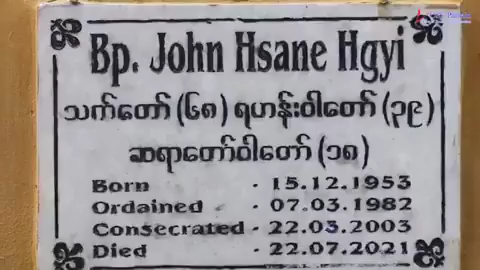 Bp. John Hsane Hgyi
သက်တော် (၆၈) ရဟန်းဝါတော် (၃၉)
ဆရာတော်ဝါတော် (၁၈)
Born - 15.12.1953
Ordained - 07.03.1982
Consecrated - 22.03.2003
Died - 22.07.2021